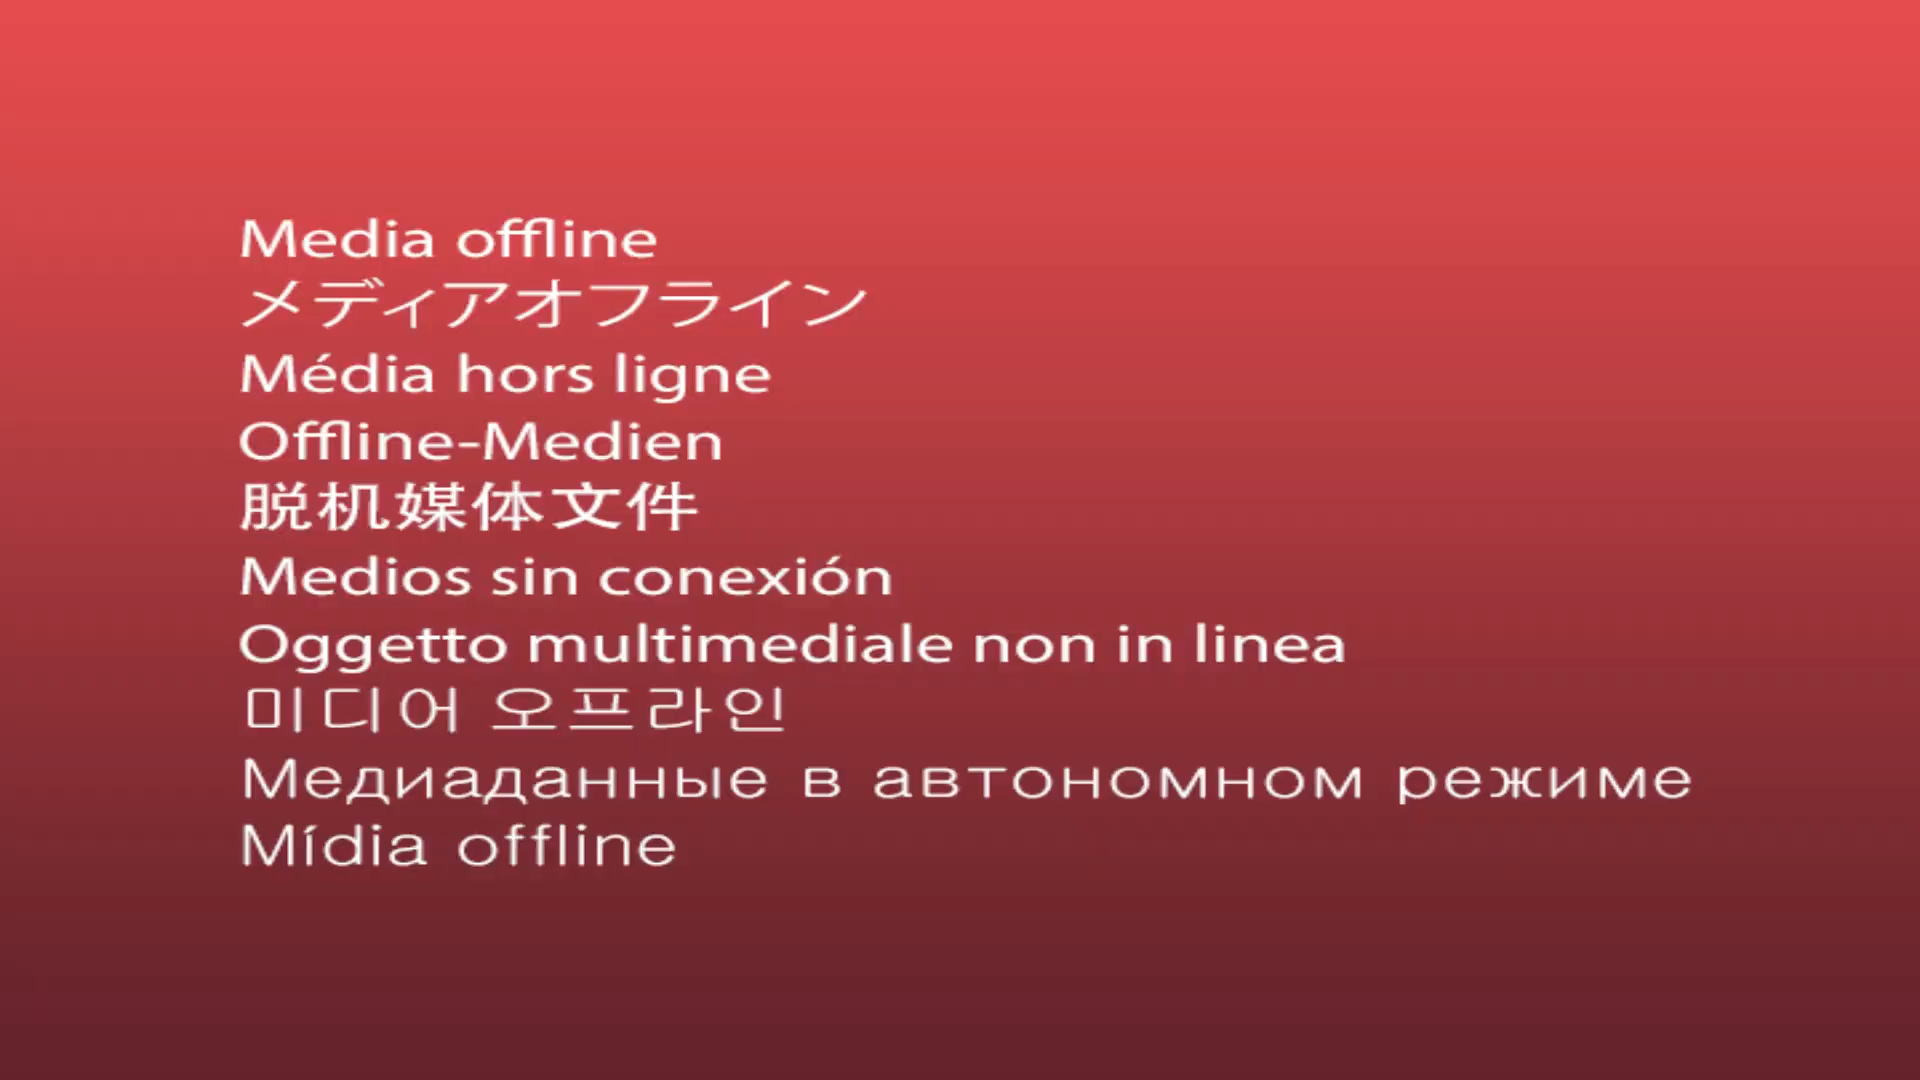 Media offline
メディアオフライン
Média hors ligne
Offline-Medien
脱机媒体文件
Medios sin conexión
Oggetto multimediale non in linea
미디어 오프라인
Медиаданные в автономном режиме
Mídia offline